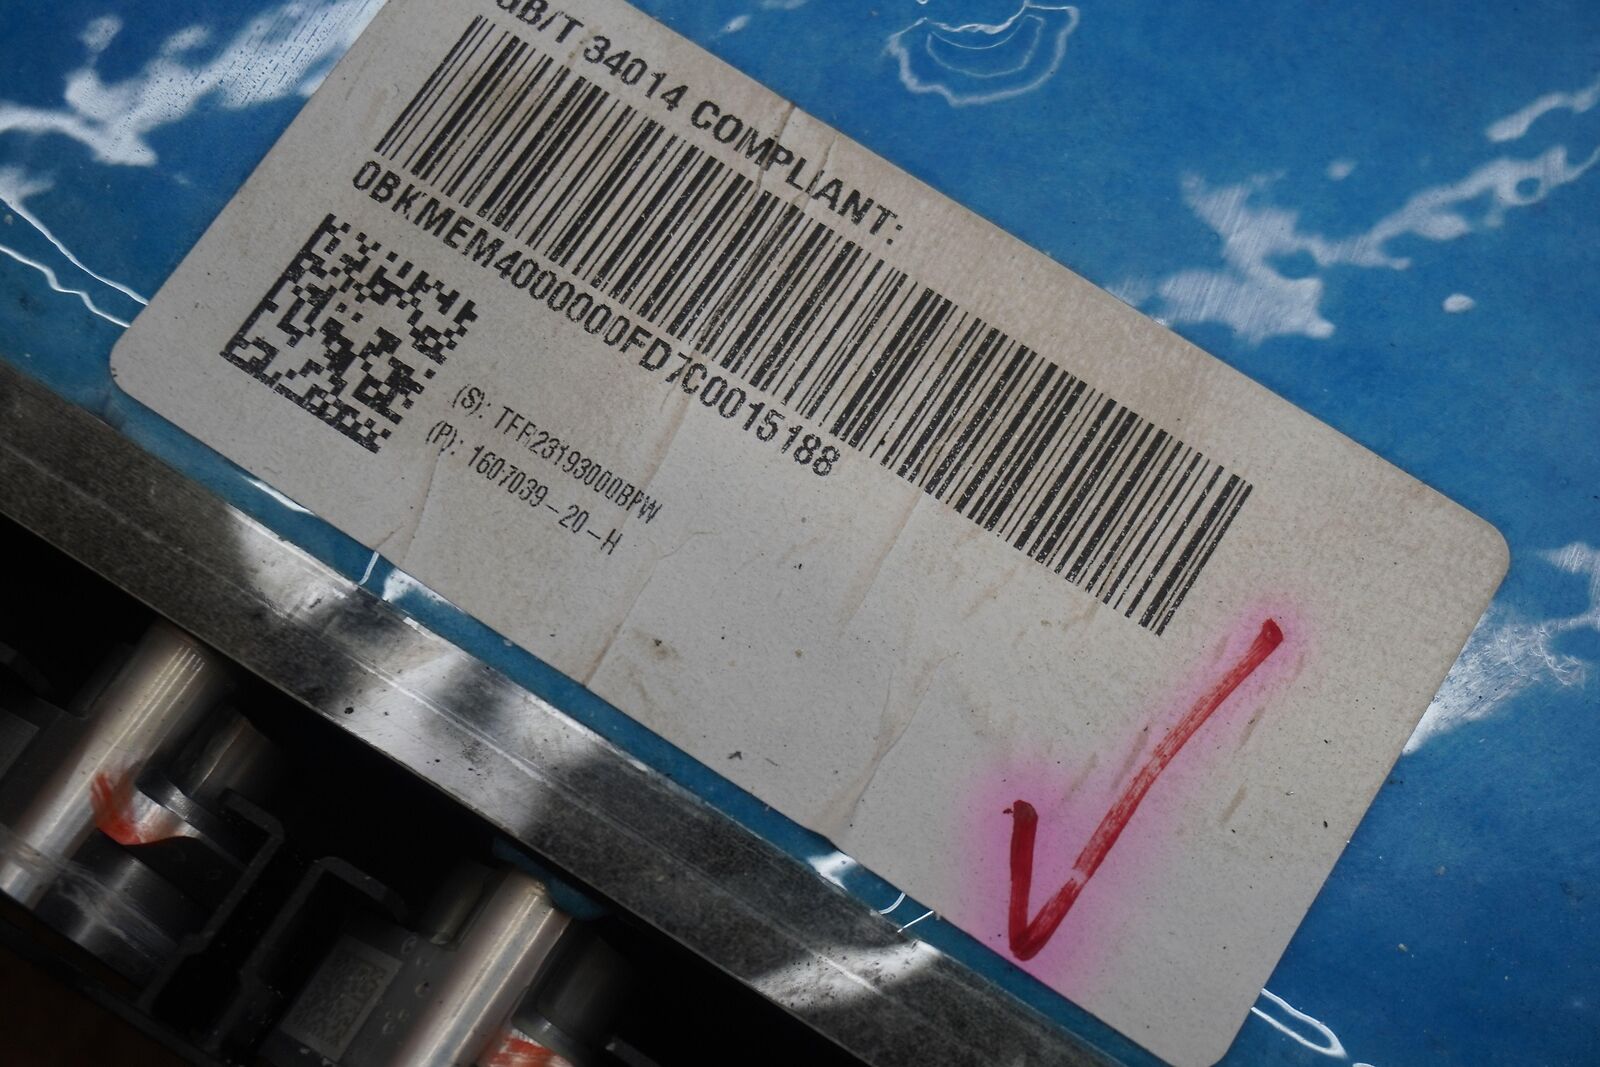 GB/T 34014 COMPLIANT:
0BKMEM4000000FD7C0015188
(S): TFR23193000BPW
(P): 1607039-20-H